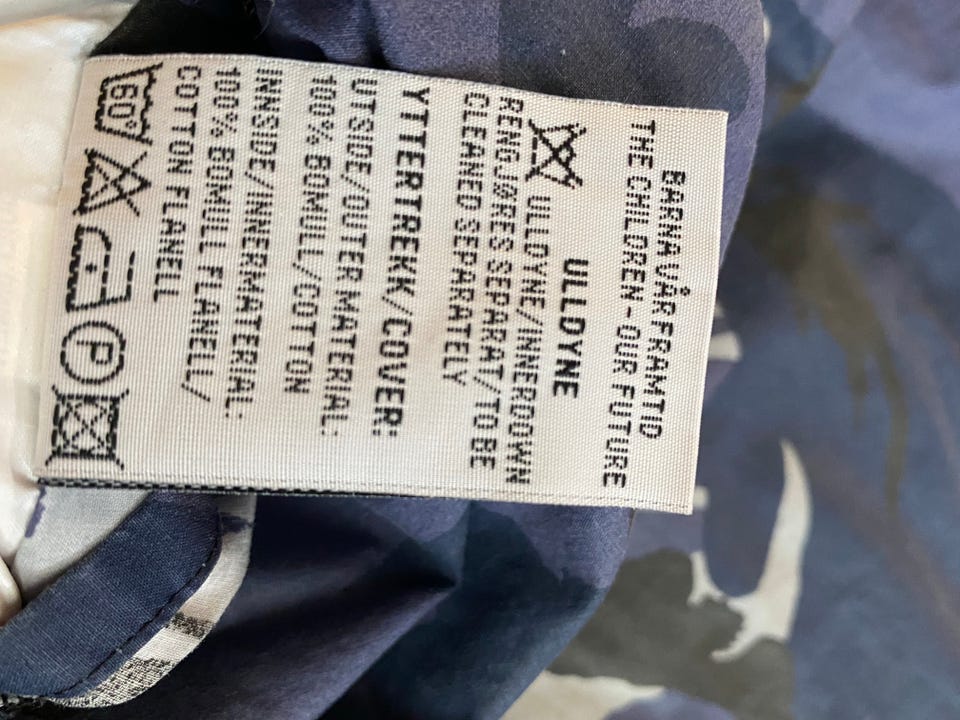 BARNA VÅR FRAMTID
THE CHILDREN - OUR FUTURE
ULLDYNE
ULLDYNE/INNERDOWN
RENGJØRES SEPARAT/TO BE
CLEANED SEPARATELY
YTTERTREKK/COVER:
UTSIDE/OUTER MATERIAL:
100% BOMULL/COTTON
INNSIDE/INNERMATERIAL:
100% BOMULL FLANELL/
COTTON FLANELL
60° P